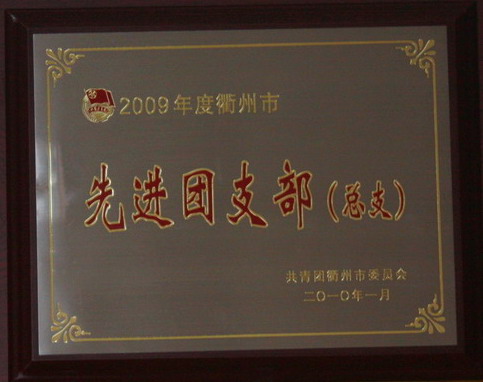 2009年度衢州市
先进团支部(总支)
共青团衢州市委员会
二〇一〇年一月